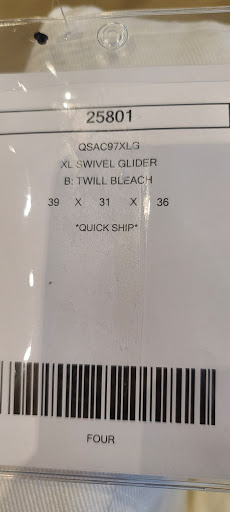 25801
QSAC97XLG
XL SWIVEL GLIDER
B: TWILL BLEACH
39 X 31 X 36
*QUICK SHIP*
FOUR